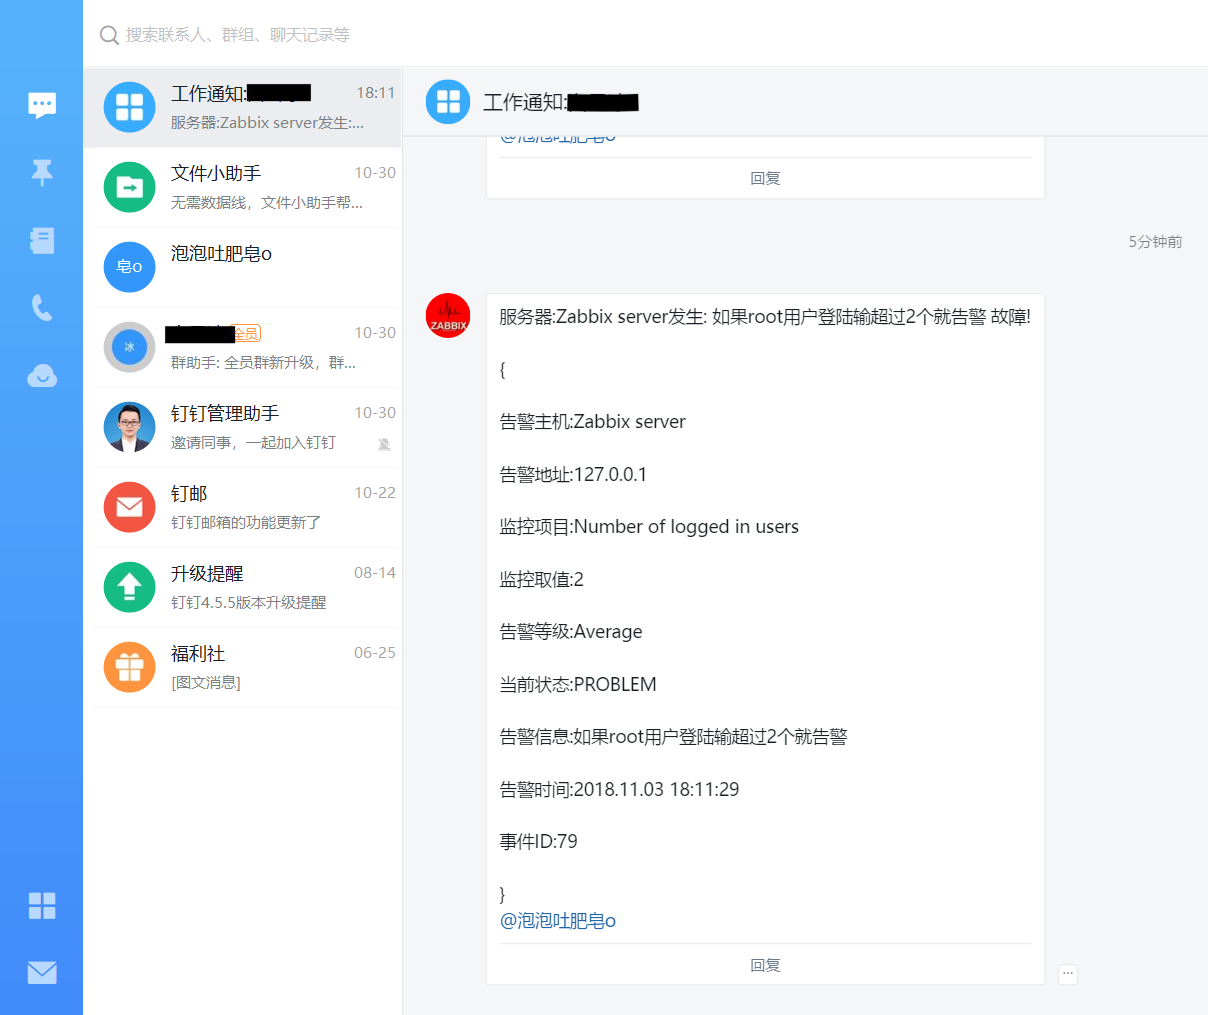 搜索联系人、群组、聊天记录等
工作通知: 18:11
服务器:Zabbix server发生:...
文件小助手 10-30
无需数据线，文件小助手帮...
皂o
泡泡吐肥皂o
冰
全员 10-30
群助手: 全员群新升级，群...
钉钉管理助手 10-30
邀请同事，一起加入钉钉
钉邮 10-22
钉钉邮箱的功能更新了
升级提醒 08-14
钉钉4.5.5版本升级提醒
福利社 06-25
[图文消息]
工作通知:
@泡泡吐肥皂o
回复
5分钟前
ZABBIX
服务器:Zabbix server发生: 如果root用户登陆输超过2个就告警 故障!
{
告警主机:Zabbix server
告警地址:127.0.0.1
监控项目:Number of logged in users
监控取值:2
告警等级:Average
当前状态:PROBLEM
告警信息:如果root用户登陆输超过2个就告警
告警时间:2018.11.03 18:11:29
事件ID:79
}
@泡泡吐肥皂o
回复
...